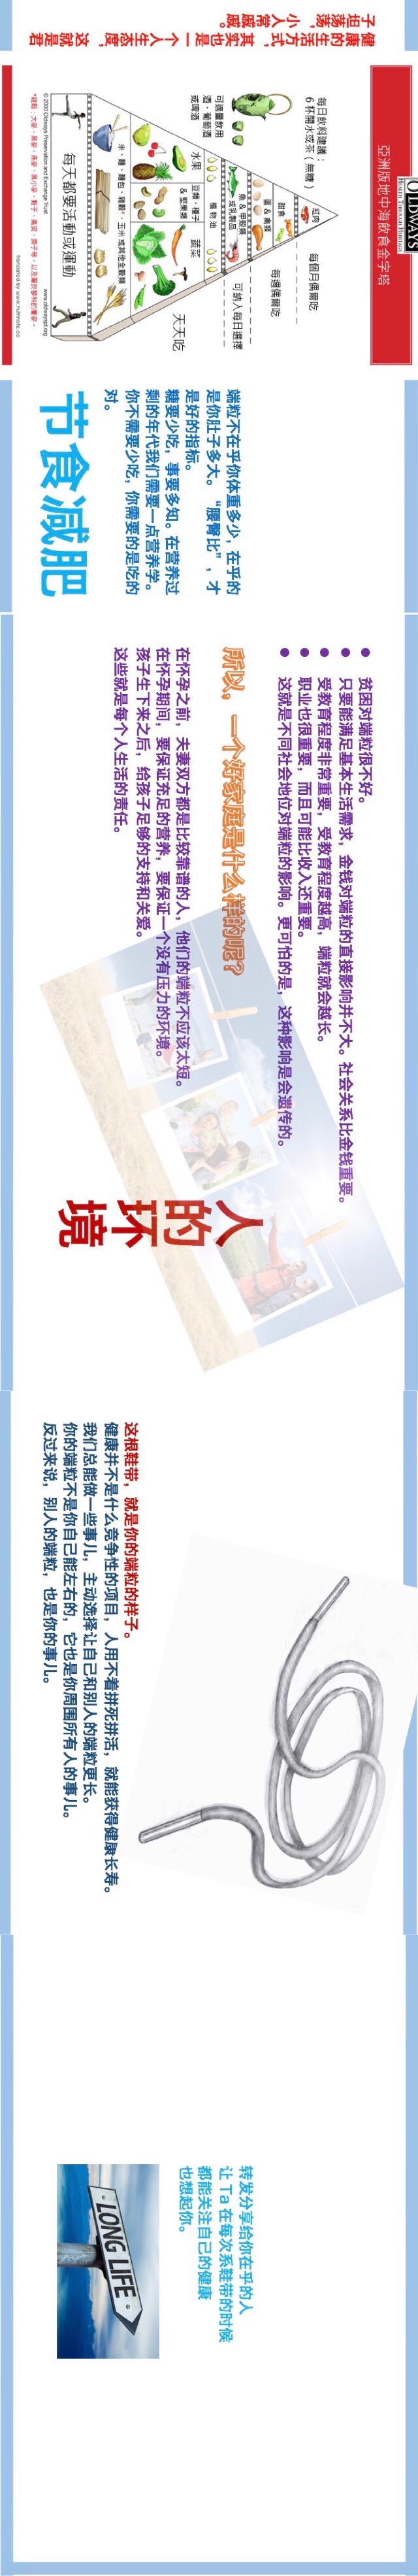 健康的生活方式，其实也是一个人生态度，这就是君
子坦荡荡，小人常戚戚。
OLDWAYS
HEALTH THROUGH HERITAGE
亞洲版地中海飲食金字塔
每日飲料建議：
6 杯開水或茶 ( 無糖 )
紅肉
每個月偶爾吃
甜食
蛋 & 禽類
每週偶爾吃
魚 & 甲殼類
或乳製品
可納入每日選擇
可適量飲用
酒、葡萄酒
或啤酒
植物油
水果
豆類、種子
& 堅果類
蔬菜
天天吃
米、麵、麵包、雜穀*、玉米 或其他全穀類
每天都要活動或運動
© 2000 Oldways Preservation and Exchange Trust
www.oldwayspt.org
端粒不在乎你体重多少，在乎的
是你肚子多大。“腰臀比”，才
是好的指标。
糖要少吃，事要多知。在营养过
剩的年代我们需要一点营养学。
你不需要少吃，你需要的是吃的
对。
节食减肥
● 贫困对端粒很不好。
● 只要能满足基本生活需求，金钱对端粒的直接影响并不大。社会关系比金钱重要。
● 受教育程度非常重要，受教育程度越高，端粒就会越长。
● 职业也很重要，而且可能比收入还重要。
● 这就是不同社会地位对端粒的影响。更可怕的是，这种影响是会遗传的。
所以，一个好家庭是什么样的呢？
在怀孕之前，夫妻双方都是比较靠谱的人，他们的端粒不应该太短。
在怀孕期间，要保证充足的营养，要保证一个没有压力的环境。
孩子生下来之后，给孩子足够的支持和关爱。
这些就是每个人生活的责任。
人的环境
这根鞋带，就是你的端粒的样子。
健康并不是什么竞争性的项目，人用不着拼死拼活，就能获得健康长寿。
我们总能做一些事儿，主动选择让自己和别人的端粒更长。
你的端粒不是你自己能左右的，它也是你周围所有人的事儿。
反过来说，别人的端粒，也是你的事儿。
转发分享给你在乎的人
让 Ta 在每次系鞋带的时候
都能关注自己的健康
也想起你。
LONG LIFE